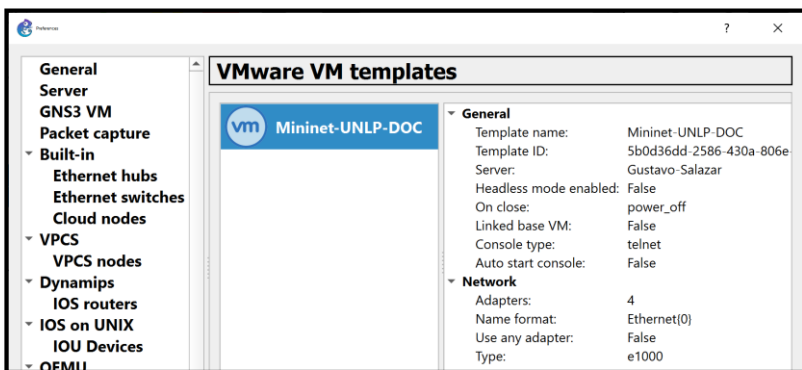 Preferences
?
×
General
Server
GNS3 VM
Packet capture
Built-in
Ethernet hubs
Ethernet switches
Cloud nodes
VPCS
VPCS nodes
Dynamips
IOS routers
IOS on UNIX
IOU Devices
QEMU
VMware VM templates
vm Mininet-UNLP-DOC
General
Template name: Mininet-UNLP-DOC
Template ID: 5b0d36dd-2586-430a-806e-
Server: Gustavo-Salazar
Headless mode enabled: False
On close: power_off
Linked base VM: False
Console type: telnet
Auto start console: False
Network
Adapters: 4
Name format: Ethernet{0}
Use any adapter: False
Type: e1000